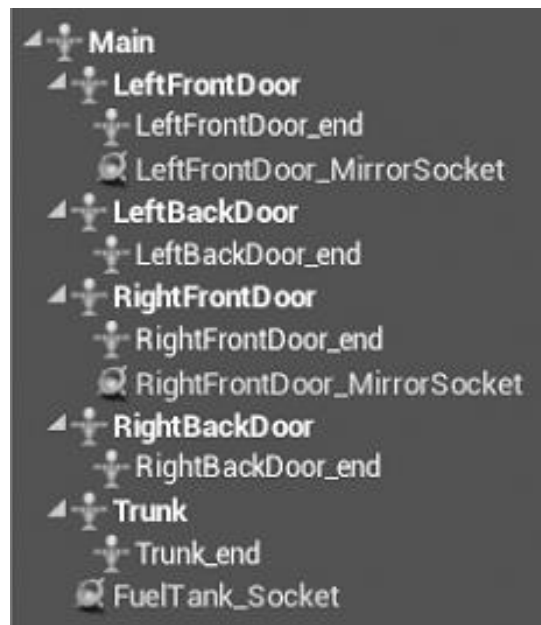 Main
LeftFrontDoor
LeftFrontDoor_end
LeftFrontDoor_MirrorSocket
LeftBackDoor
LeftBackDoor_end
RightFrontDoor
RightFrontDoor_end
RightFrontDoor_MirrorSocket
RightBackDoor
RightBackDoor_end
Trunk
Trunk_end
FuelTank_Socket